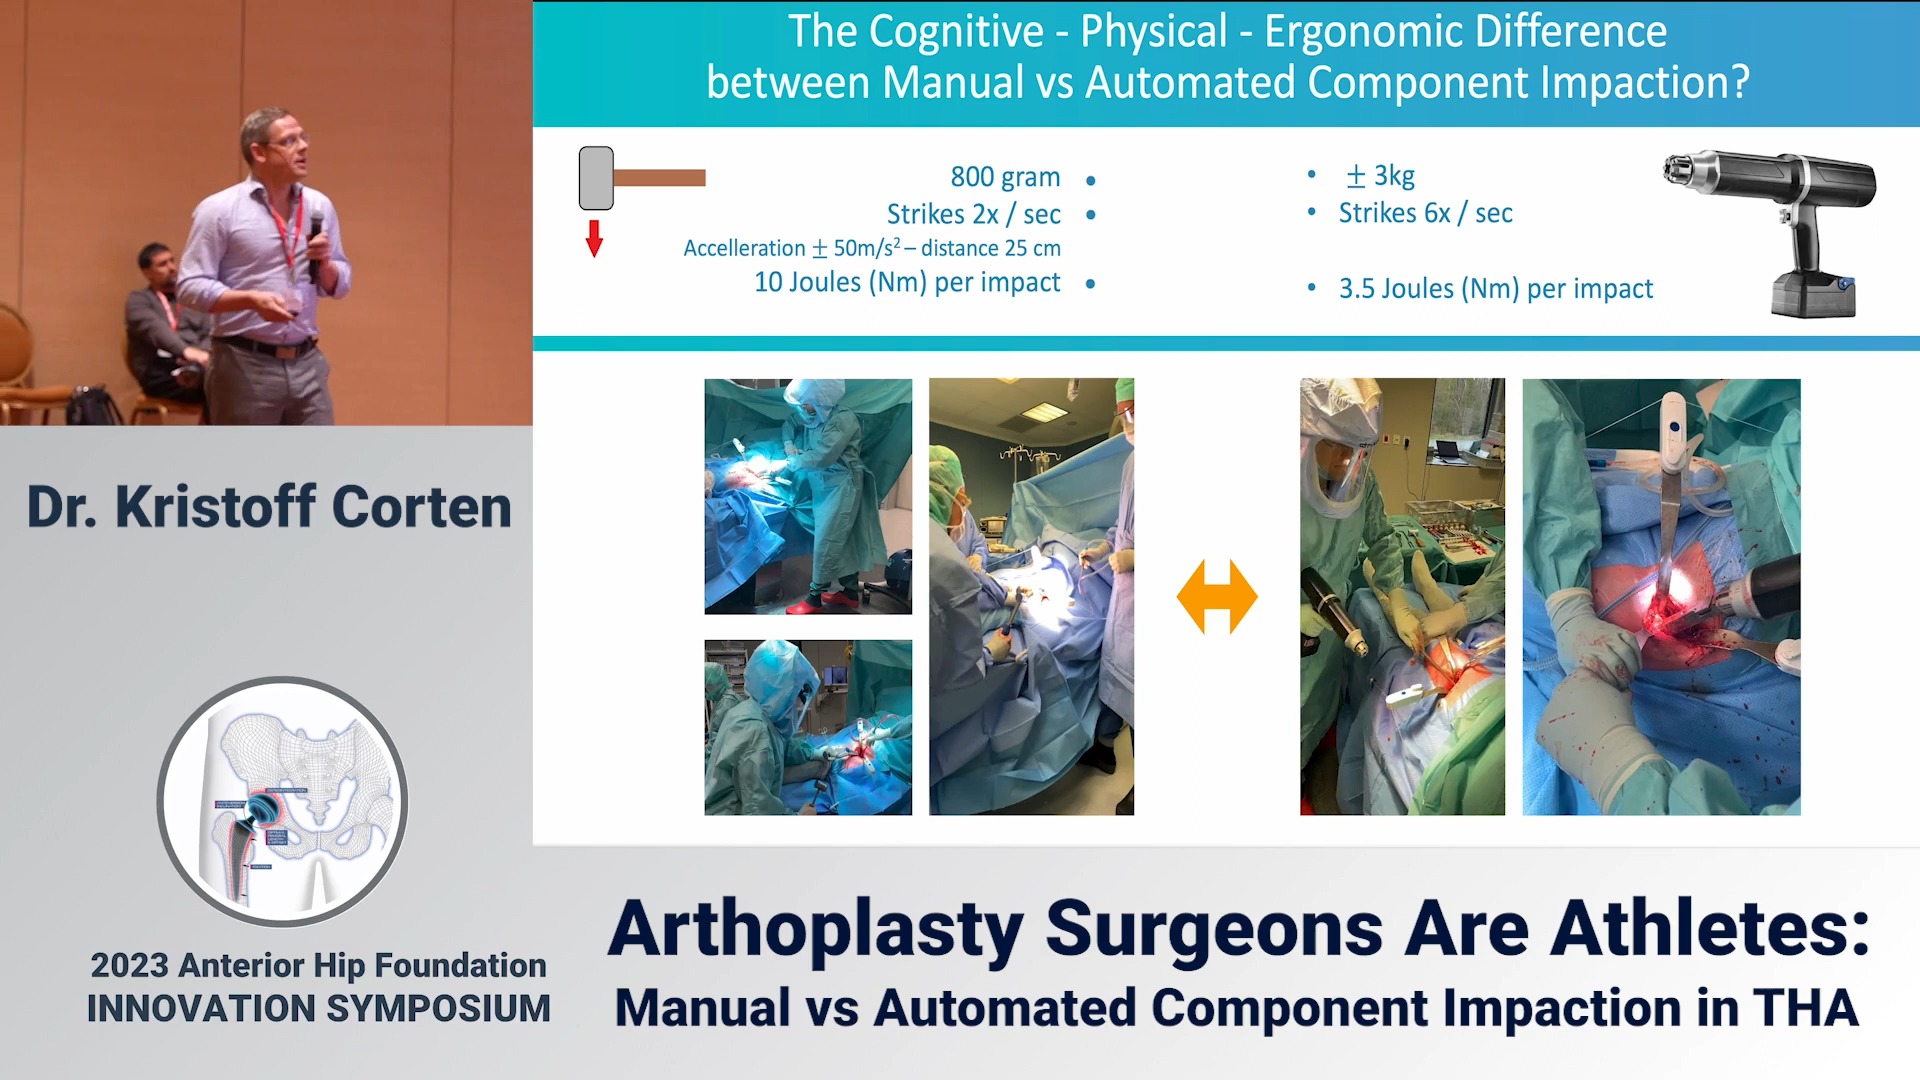 The Cognitive - Physical - Ergonomic Difference
between Manual vs Automated Component Impaction?
800 gram •
Strikes 2x / sec •
Accelleration ± 50m/s² – distance 25 cm
10 Joules (Nm) per impact •
• ± 3kg
• Strikes 6x / sec
• 3.5 Joules (Nm) per impact
Dr. Kristoff Corten
2023 Anterior Hip Foundation
INNOVATION SYMPOSIUM
Arthoplasty Surgeons Are Athletes:
Manual vs Automated Component Impaction in THA